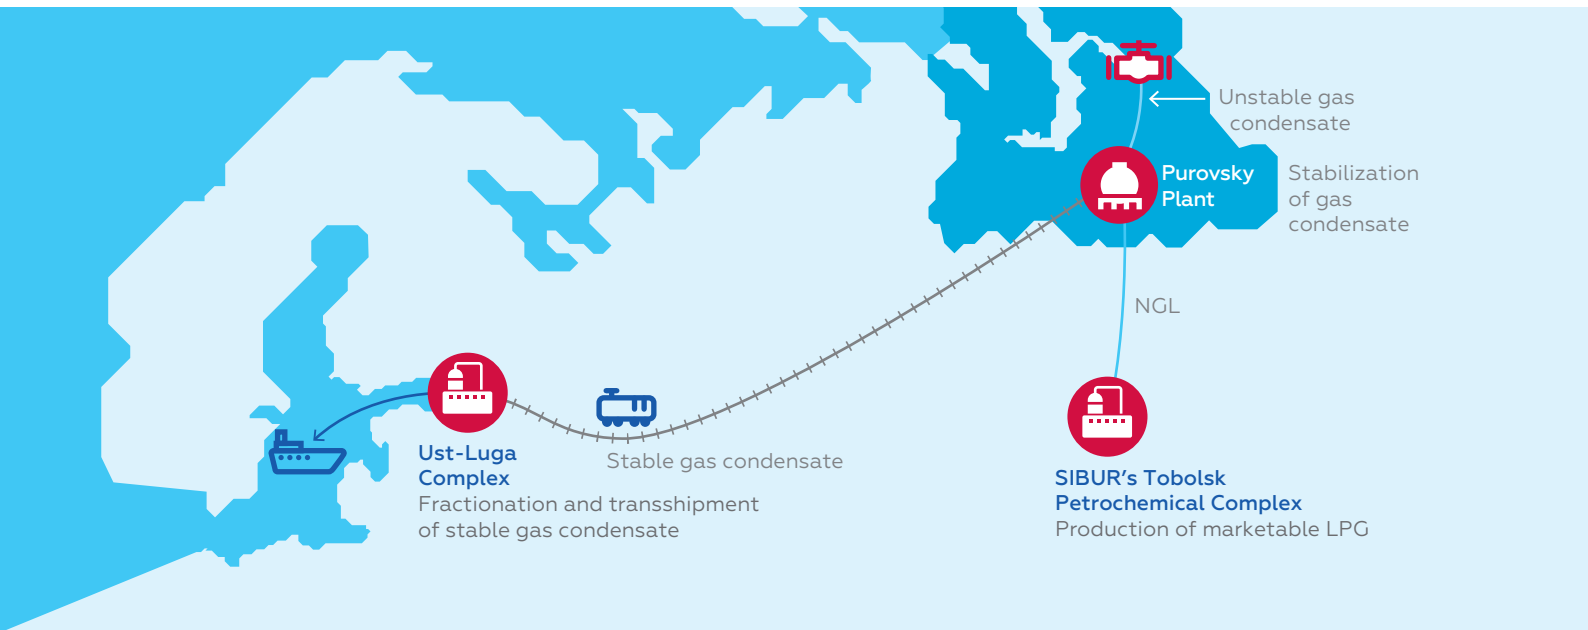 Unstable gas
condensate
Purovsky
Plant
Stabilization
of gas
condensate
NGL
Ust-Luga
Complex
Fractionation and transshipment
of stable gas condensate
Stable gas condensate
SIBUR’s Tobolsk
Petrochemical Complex
Production of marketable LPG